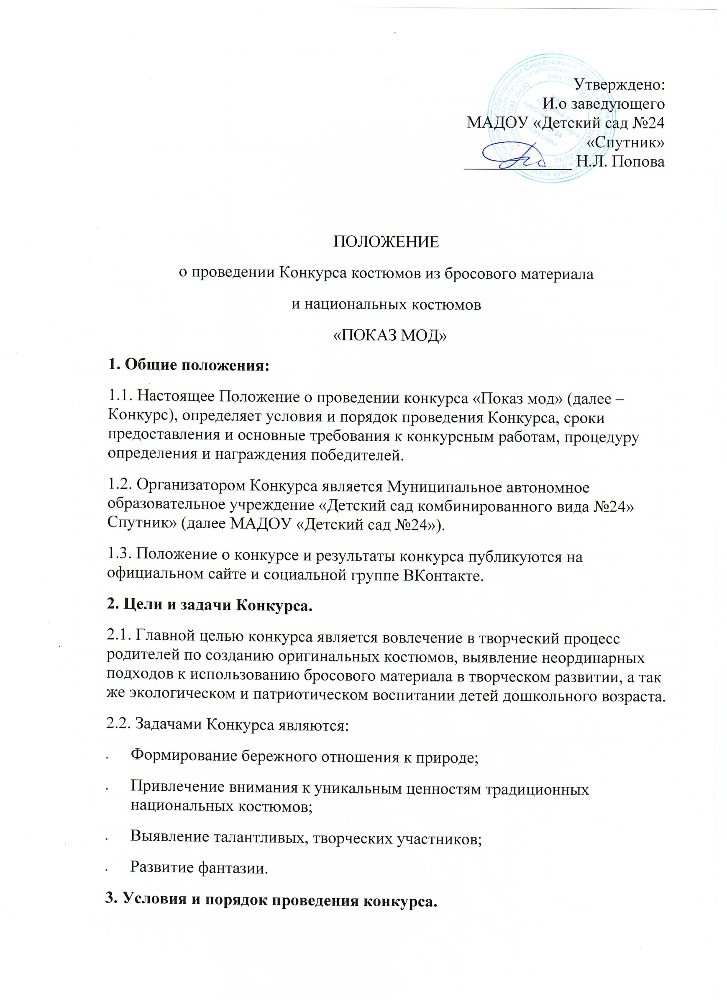 Утверждено:
И.о заведующего
МАДОУ «Детский сад №24
«Спутник»
Н.Л. Попова
ПОЛОЖЕНИЕ
о проведении Конкурса костюмов из бросового материала
и национальных костюмов
«ПОКАЗ МОД»
1. Общие положения:
1.1. Настоящее Положение о проведении конкурса «Показ мод» (далее –
Конкурс), определяет условия и порядок проведения Конкурса, сроки
предоставления и основные требования к конкурсным работам, процедуру
определения и награждения победителей.
1.2. Организатором Конкурса является Муниципальное автономное
образовательное учреждение «Детский сад комбинированного вида №24»
Спутник» (далее МАДОУ «Детский сад №24»).
1.3. Положение о конкурсе и результаты конкурса публикуются на
официальном сайте и социальной группе ВКонтакте.
2. Цели и задачи Конкурса.
2.1. Главной целью конкурса является вовлечение в творческий процесс
родителей по созданию оригинальных костюмов, выявление неординарных
подходов к использованию бросового материала в творческом развитии, а так
же экологическом и патриотическом воспитании детей дошкольного возраста.
2.2. Задачами Конкурса являются:
Формирование бережного отношения к природе;
Привлечение внимания к уникальным ценностям традиционных
национальных костюмов;
Выявление талантливых, творческих участников;
Развитие фантазии.
3. Условия и порядок проведения конкурса.